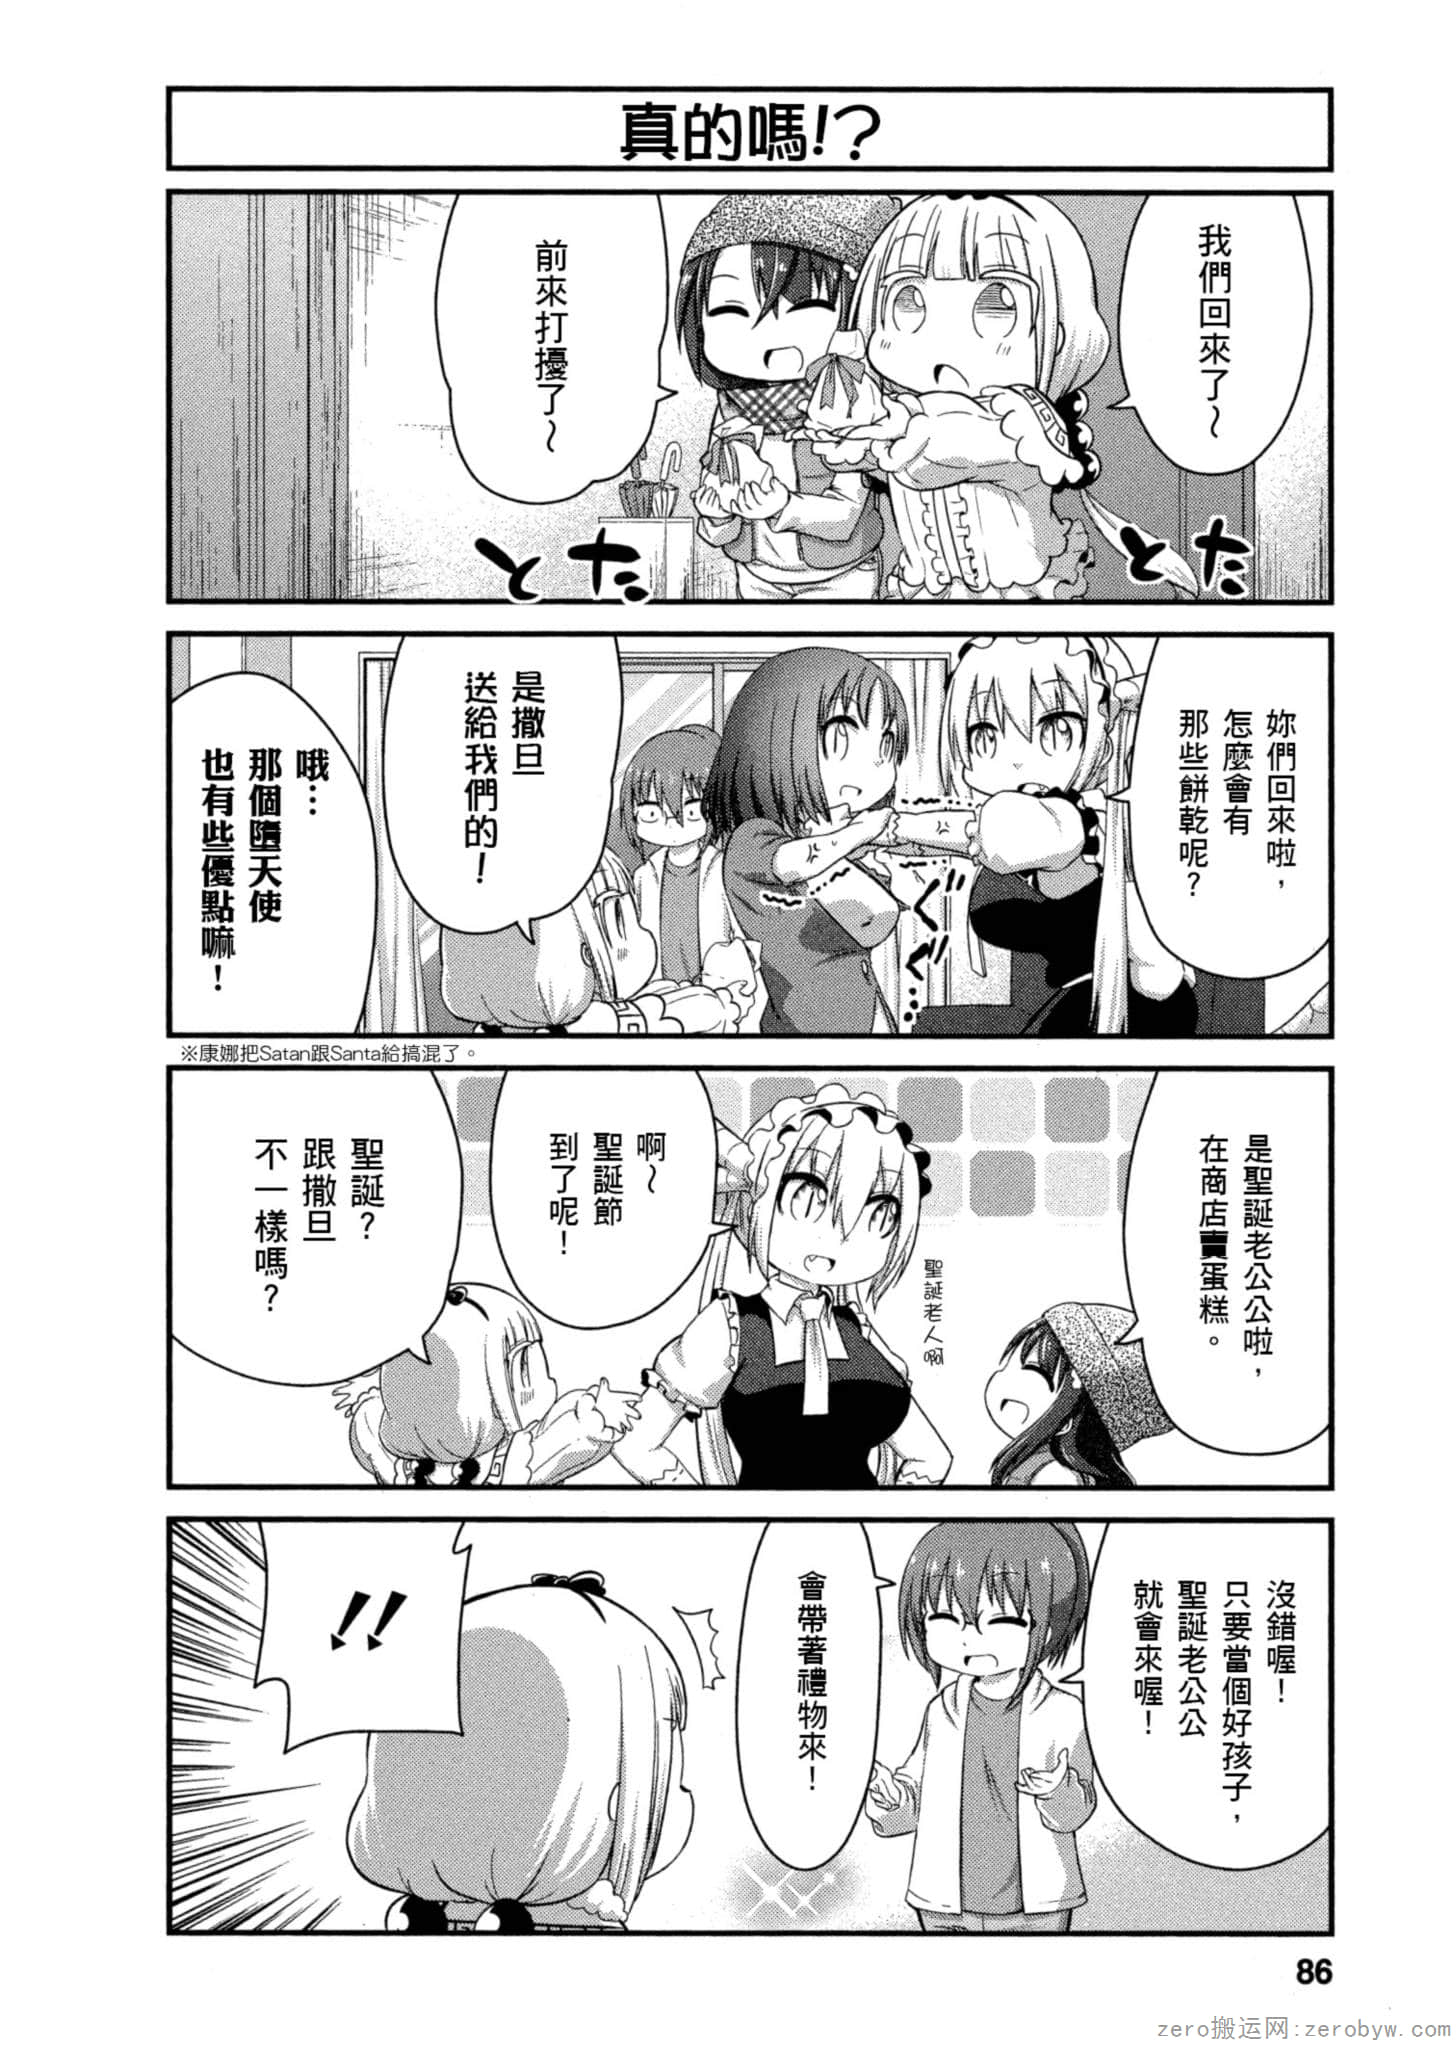 真的嗎!?
我們回來了~
前來打擾了~
とた
とた
妳們回來啦，
怎麼會有
那些餅乾呢？
ぐぐ…
是撒旦
送給我們的！
哦…
那個墮天使
也有些優點嘛！
※康娜把Satan跟Santa給搞混了。
是聖誕老公公啦，
在商店賣蛋糕。
聖誕老人啊
啊~
聖誕節
到了呢！
聖誕？
跟撒旦
不一樣嗎？
沒錯喔！
只要當個好孩子，
聖誕老公公
就會來喔！
會帶著禮物來！
!!
86
zero搬运网:zerobyw.com